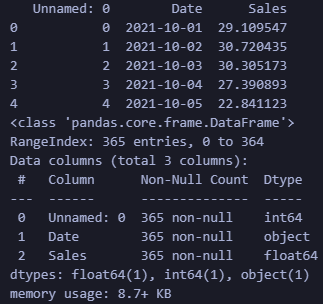 Unnamed: 0        Date      Sales
0           0  2021-10-01  29.109547
1           1  2021-10-02  30.720435
2           2  2021-10-03  30.305173
3           3  2021-10-04  27.390893
4           4  2021-10-05  22.841123
<class 'pandas.core.frame.DataFrame'>
RangeIndex: 365 entries, 0 to 364
Data columns (total 3 columns):
 #   Column      Non-Null Count  Dtype
---  ------      --------------  -----
 0   Unnamed: 0  365 non-null    int64
 1   Date        365 non-null    object
 2   Sales       365 non-null    float64
dtypes: float64(1), int64(1), object(1)
memory usage: 8.7+ KB